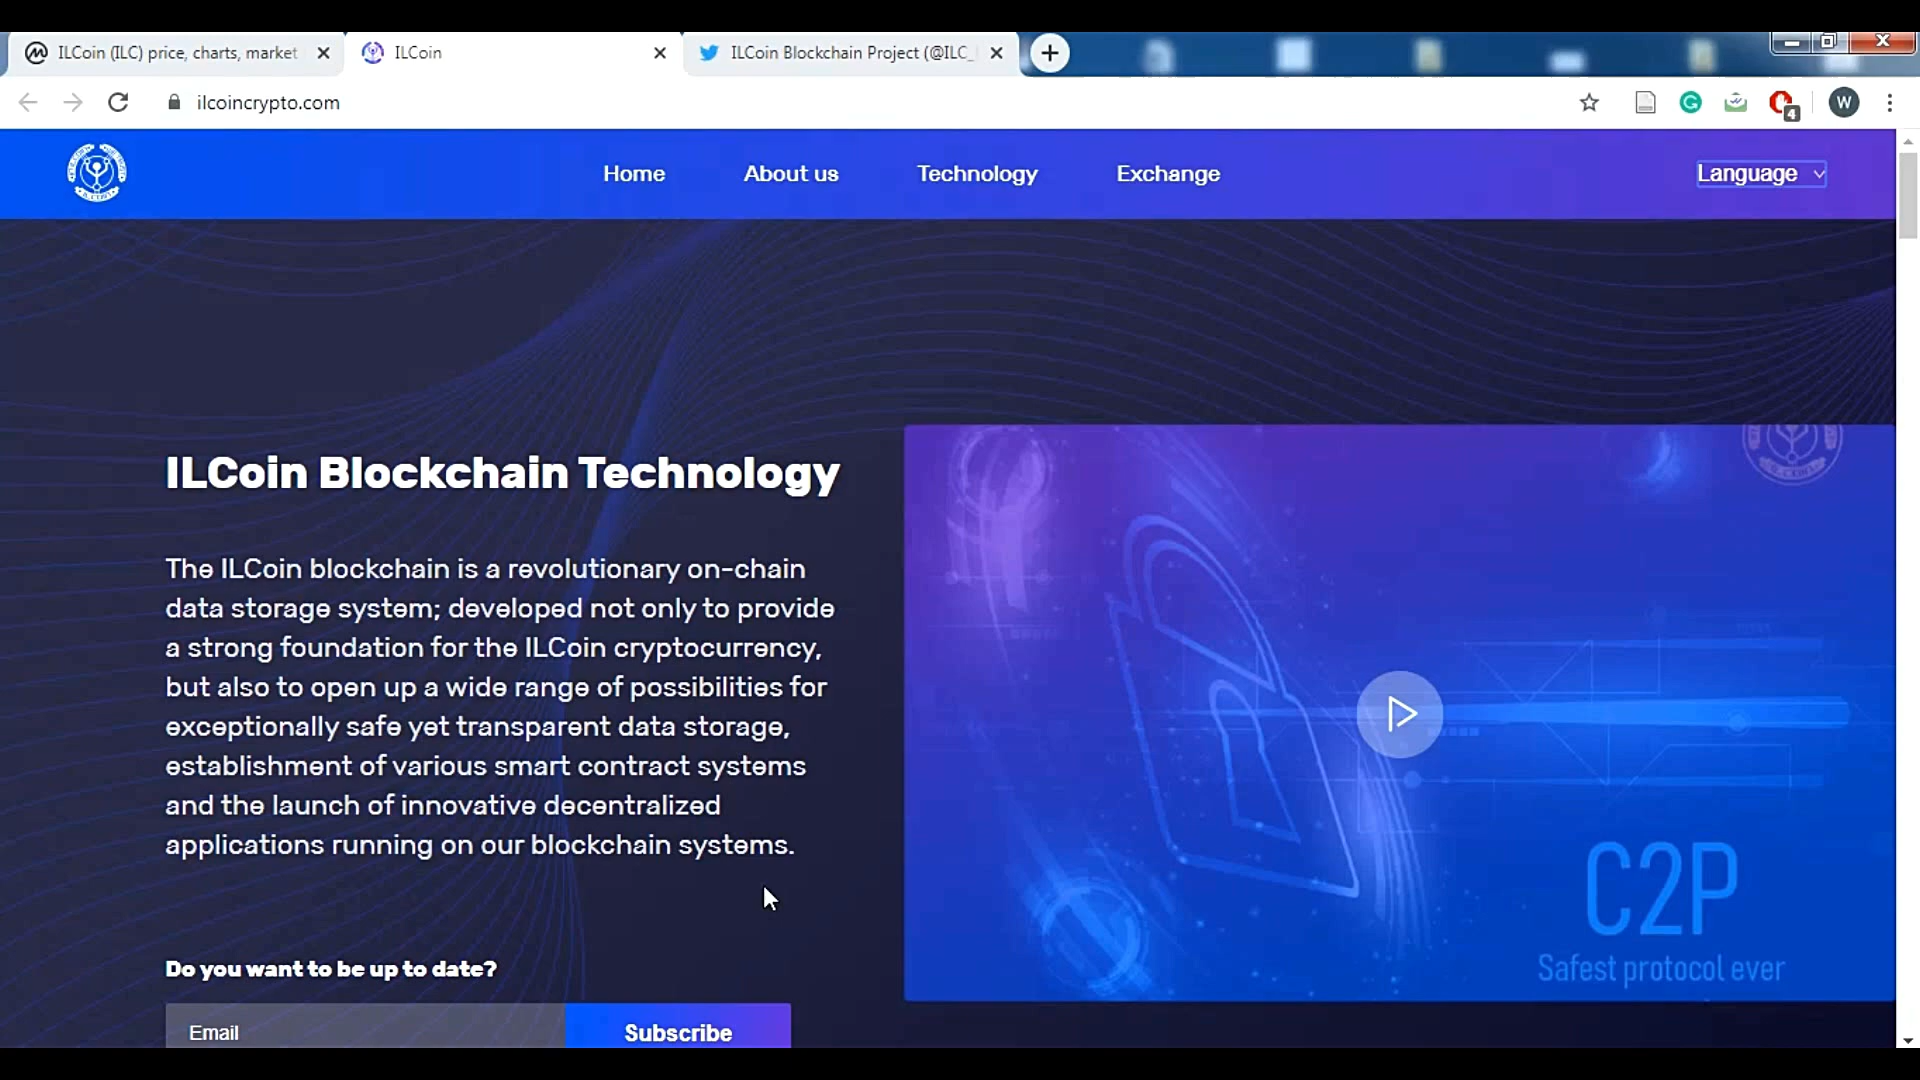 ILCoin (ILC) price, charts, market
ILCoin
ILCoin Blockchain Project (@ILC_
ilcoincrypto.com
4
W
Home
About us
Technology
Exchange
Language
ILCoin Blockchain Technology
The ILCoin blockchain is a revolutionary on-chain
data storage system; developed not only to provide
a strong foundation for the ILCoin cryptocurrency,
but also to open up a wide range of possibilities for
exceptionally safe yet transparent data storage,
establishment of various smart contract systems
and the launch of innovative decentralized
applications running on our blockchain systems.
C2P
Safest protocol ever
Do you want to be up to date?
Email
Subscribe